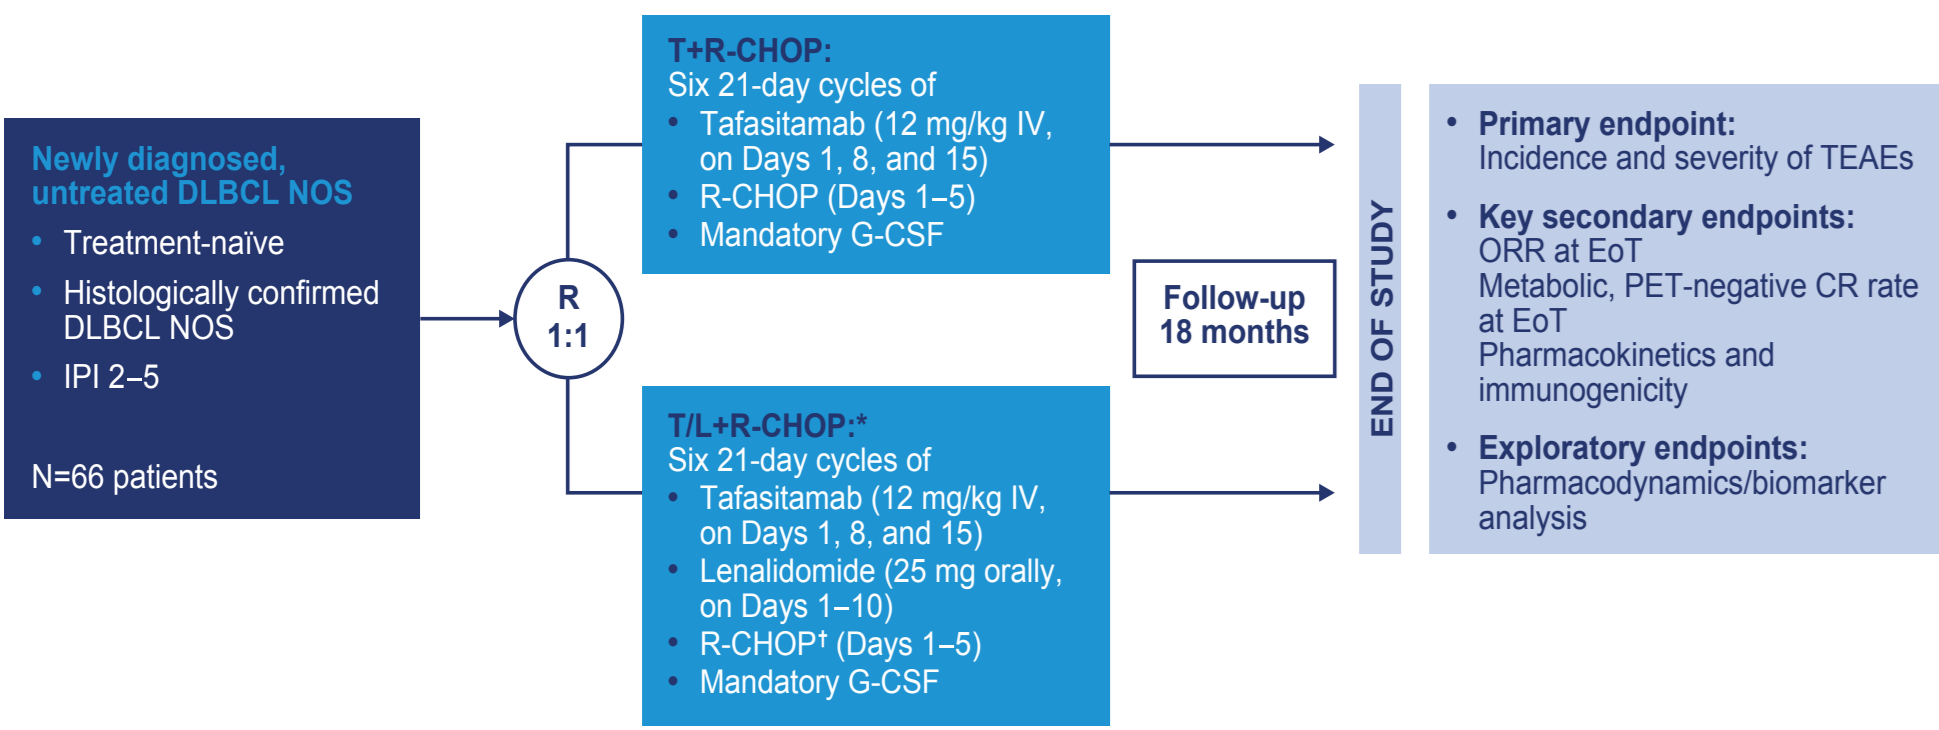 Newly diagnosed,
untreated DLBCL NOS
• Treatment-naïve
• Histologically confirmed
DLBCL NOS
• IPI 2–5
N=66 patients
R
1:1
T+R-CHOP:
Six 21-day cycles of
• Tafasitamab (12 mg/kg IV,
on Days 1, 8, and 15)
• R-CHOP (Days 1–5)
• Mandatory G-CSF
T/L+R-CHOP:*
Six 21-day cycles of
• Tafasitamab (12 mg/kg IV,
on Days 1, 8, and 15)
• Lenalidomide (25 mg orally,
on Days 1–10)
• R-CHOP† (Days 1–5)
• Mandatory G-CSF
Follow-up
18 months
END OF STUDY
• Primary endpoint:
Incidence and severity of TEAEs
• Key secondary endpoints:
ORR at EoT
Metabolic, PET-negative CR rate
at EoT
Pharmacokinetics and
immunogenicity
• Exploratory endpoints:
Pharmacodynamics/biomarker
analysis